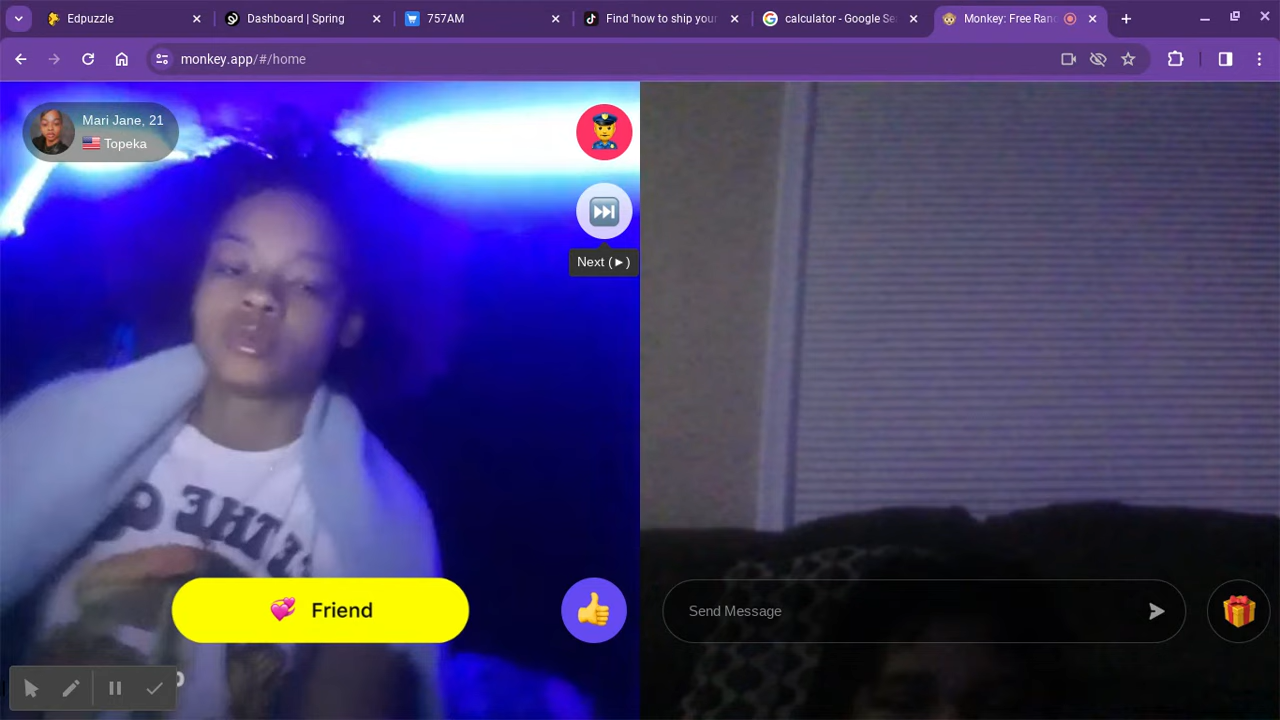 Edpuzzle
Dashboard | Spring
757AM
Find 'how to ship your
calculator - Google Se
Monkey: Free Ran
monkey.app/#/home
Mari Jane, 21
Topeka
Next (►)
THE
Friend
Send Message